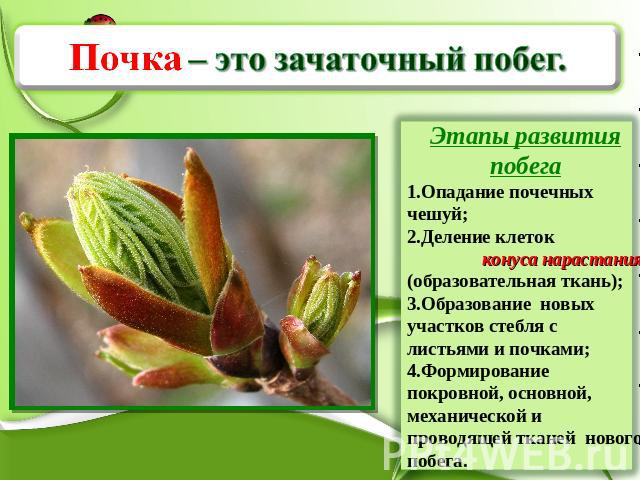 Почка – это зачаточный побег.
Этапы развития
побега
1.Опадание почечных
чешуй;
2.Деление клеток
конуса нарастания
(образовательная ткань);
3.Образование новых
участков стебля с
листьями и почками;
4.Формирование
покровной, основной,
механической и
проводящей тканей нового
побега.
PPt4WEB.ru